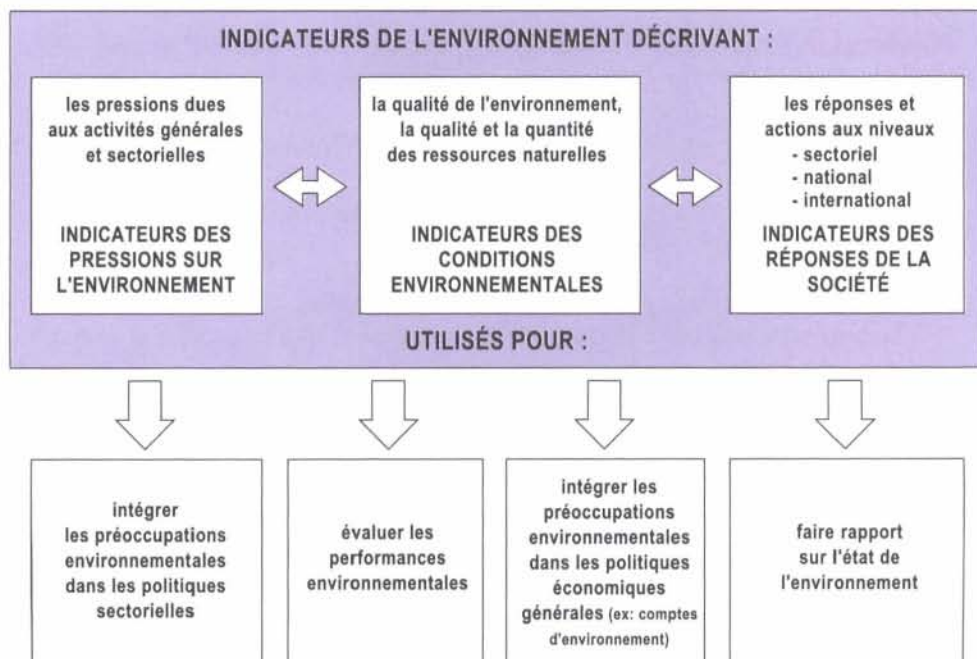 INDICATEURS DE L'ENVIRONNEMENT DÉCRIVANT :
les pressions dues
aux activités générales
et sectorielles
INDICATEURS DES
PRESSIONS SUR
L'ENVIRONNEMENT
la qualité de l'environnement,
la qualité et la quantité
des ressources naturelles
INDICATEURS DES
CONDITIONS
ENVIRONNEMENTALES
les réponses et
actions aux niveaux
- sectoriel
- national
- international
INDICATEURS DES
RÉPONSES DE LA
SOCIÉTÉ
UTILISÉS POUR :
intégrer
les préoccupations
environnementales
dans les politiques
sectorielles
évaluer les
performances
environnementales
intégrer les
préoccupations
environnementales
dans les politiques
économiques
générales (ex: comptes
d'environnement)
faire rapport
sur l'état de
l'environnement